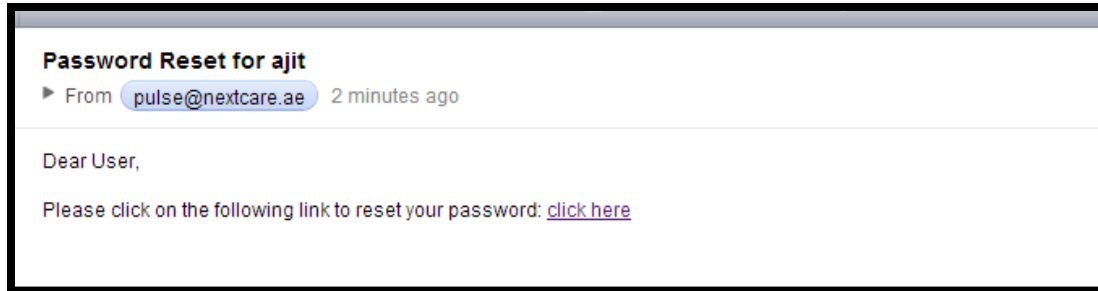 Password Reset for ajit
From pulse@nextcare.ae 2 minutes ago
Dear User,
Please click on the following link to reset your password: click here